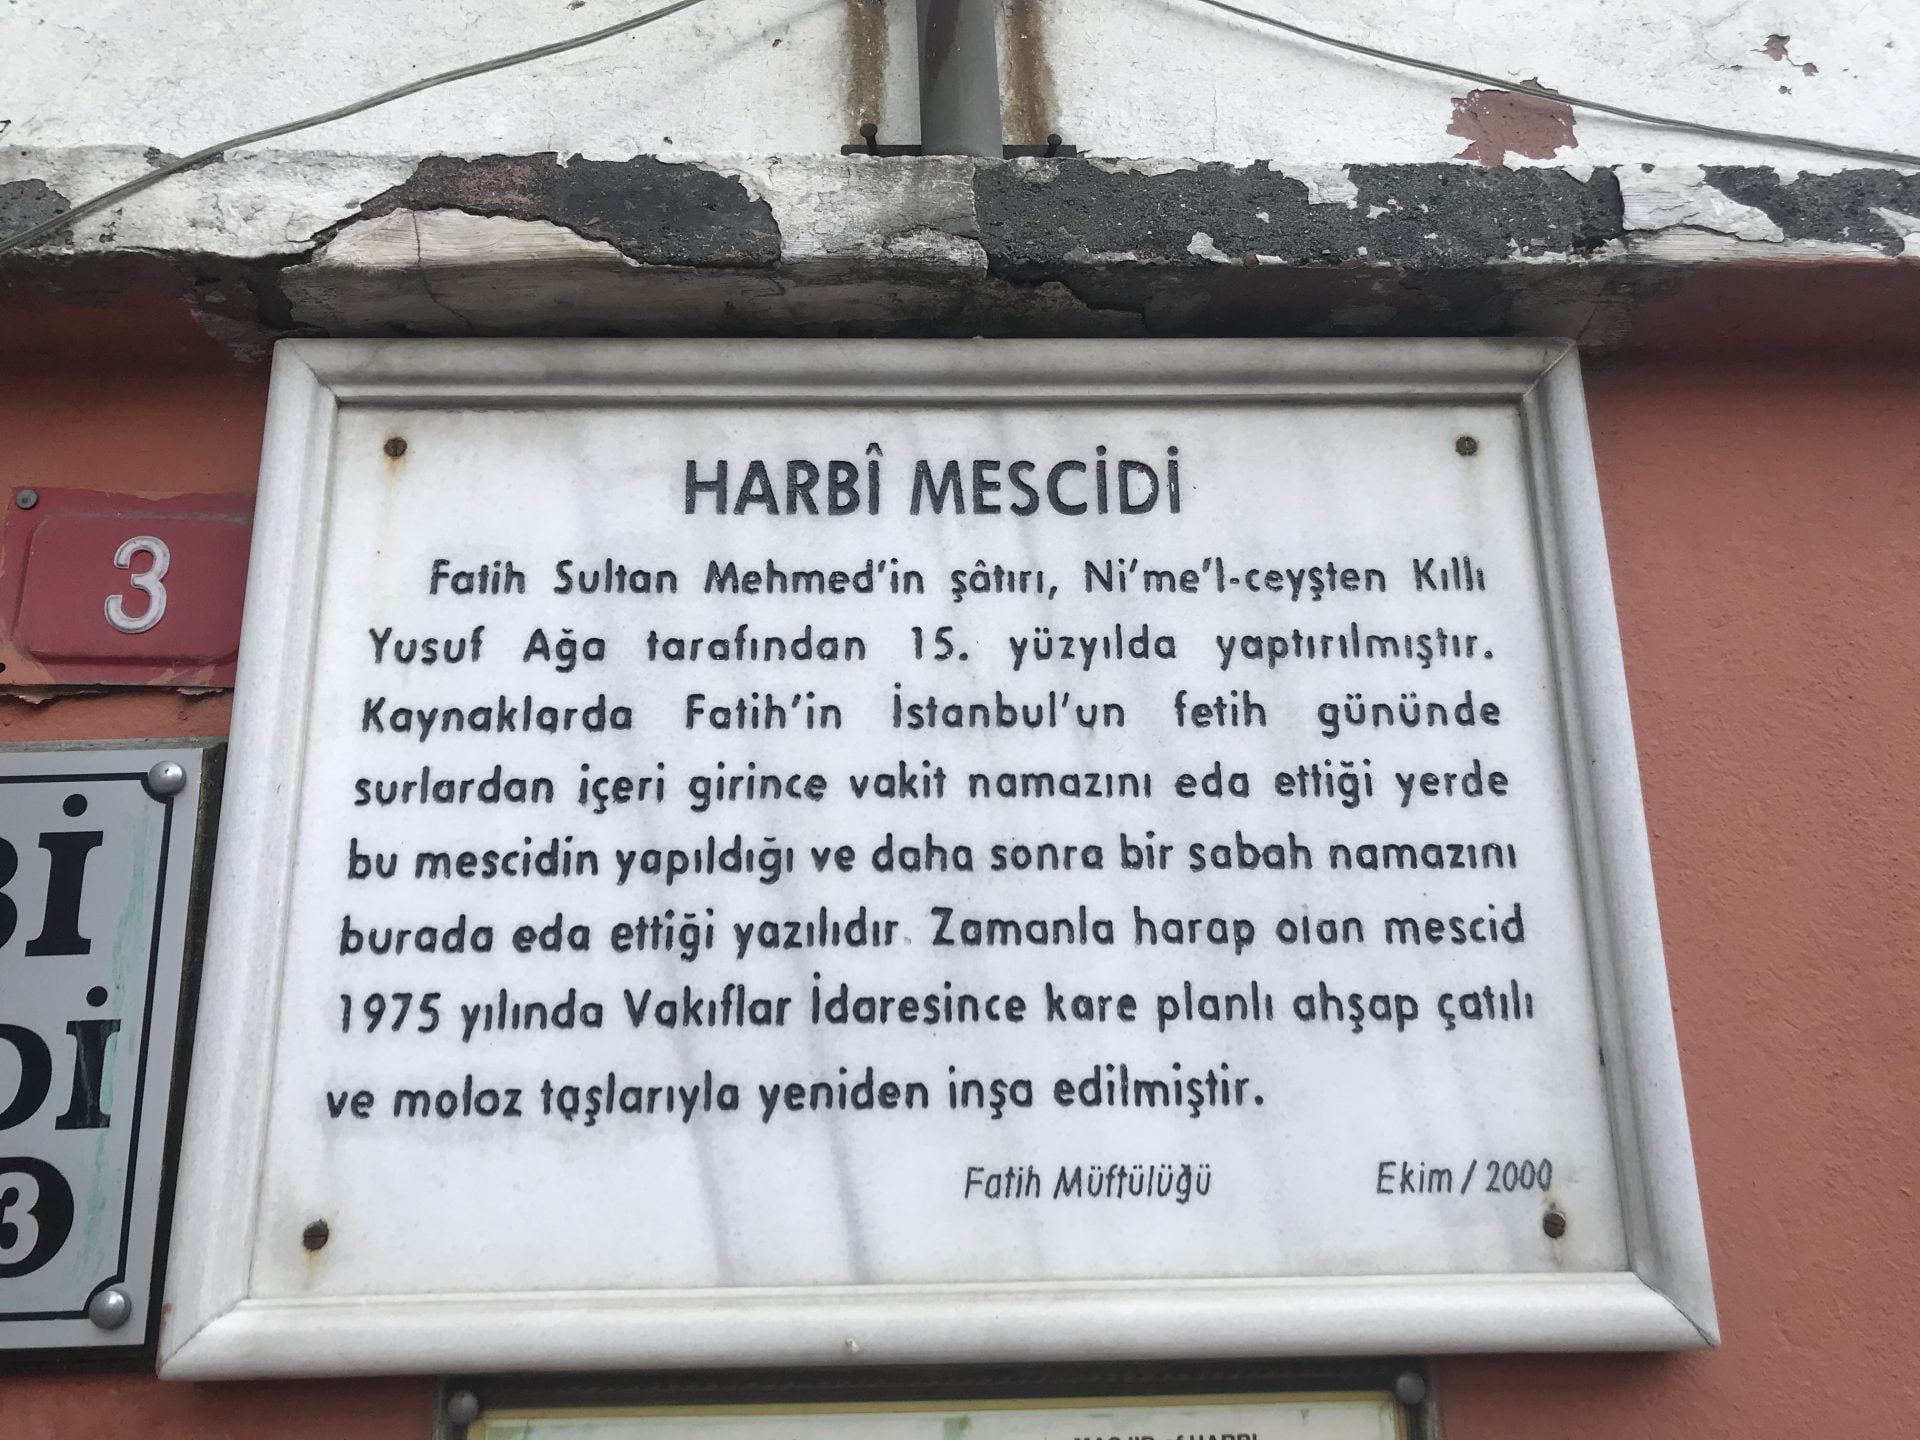 HARBÎ MESCİDİ
Fatih Sultan Mehmed'in şâtırı, Ni'me'l-ceyşten Kıllı
Yusuf Ağa tarafından 15. yüzyılda yaptırılmıştır.
Kaynaklarda Fatih'in İstanbul'un fetih gününde
surlardan içeri girince vakit namazını eda ettiği yerde
bu mescidin yapıldığı ve daha sonra bir sabah namazını
burada eda ettiği yazılıdır. Zamanla harap olan mescid
1975 yılında Vakıflar İdaresince kare planlı ahşap çatılı
ve moloz taşlarıyla yeniden inşa edilmiştir.
Fatih Müftülüğü Ekim / 2000
3
Bİ
Dİ
3